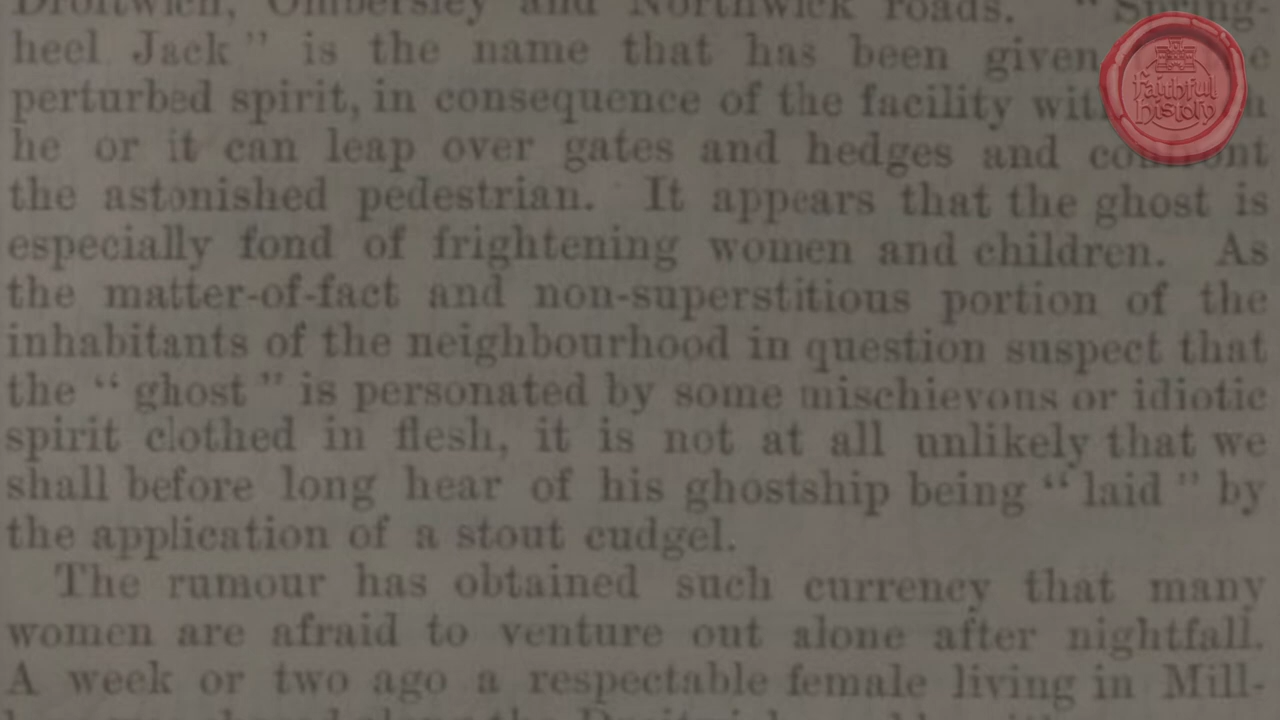 Droitwich, Ombersley and Northwick roads. "Spring-
heel Jack" is the name that has been given
perturbed spirit, in consequence of the facility with
he or it can leap over gates and hedges and confront
the astonished pedestrian. It appears that the ghost is
especially fond of frightening women and children. As
the matter-of-fact and non-superstitious portion of the
inhabitants of the neighbourhood in question suspect that
the "ghost" is personated by some mischievous or idiotic
spirit clothed in flesh, it is not at all unlikely that we
shall before long hear of his ghostship being "laid" by
the application of a stout cudgel.
The rumour has obtained such currency that many
women are afraid to venture out alone after nightfall.
A week or two ago a respectable female living in Mill-
faithful
history